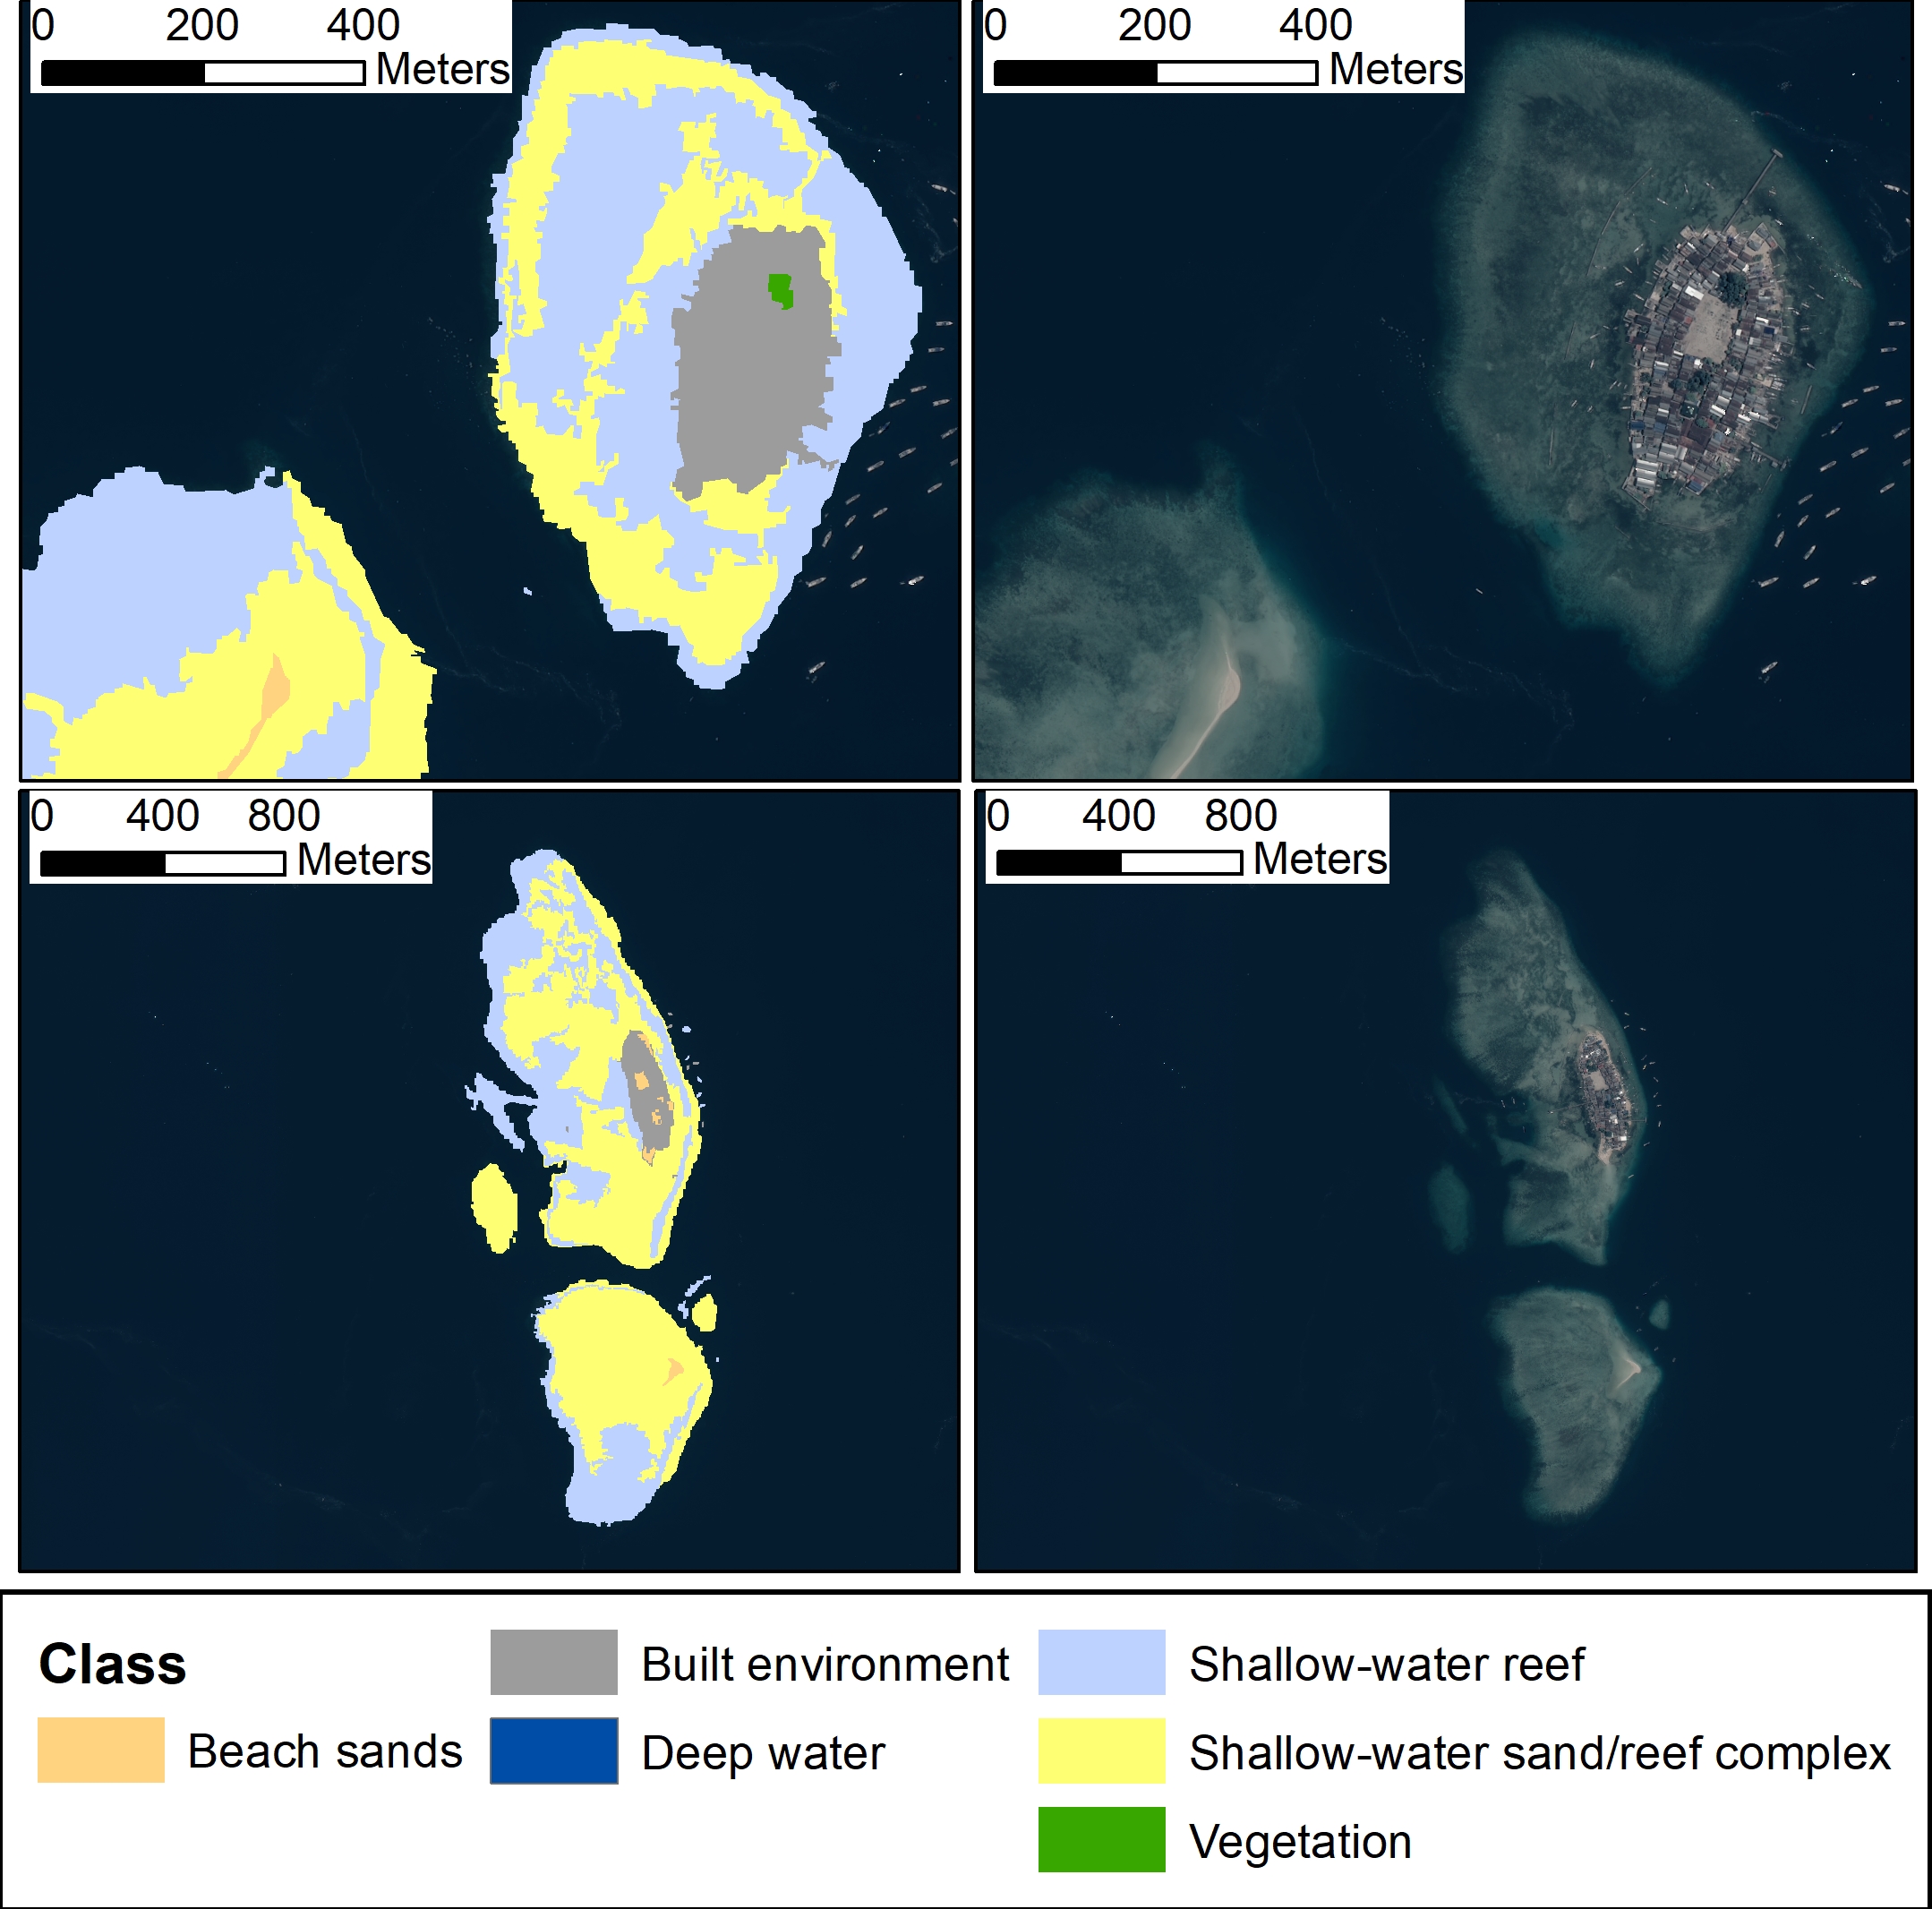 0 200 400
Meters
0 200 400
Meters
0 400 800
Meters
0 400 800
Meters
Class
Built environment
Shallow-water reef
Beach sands
Deep water
Shallow-water sand/reef complex
Vegetation